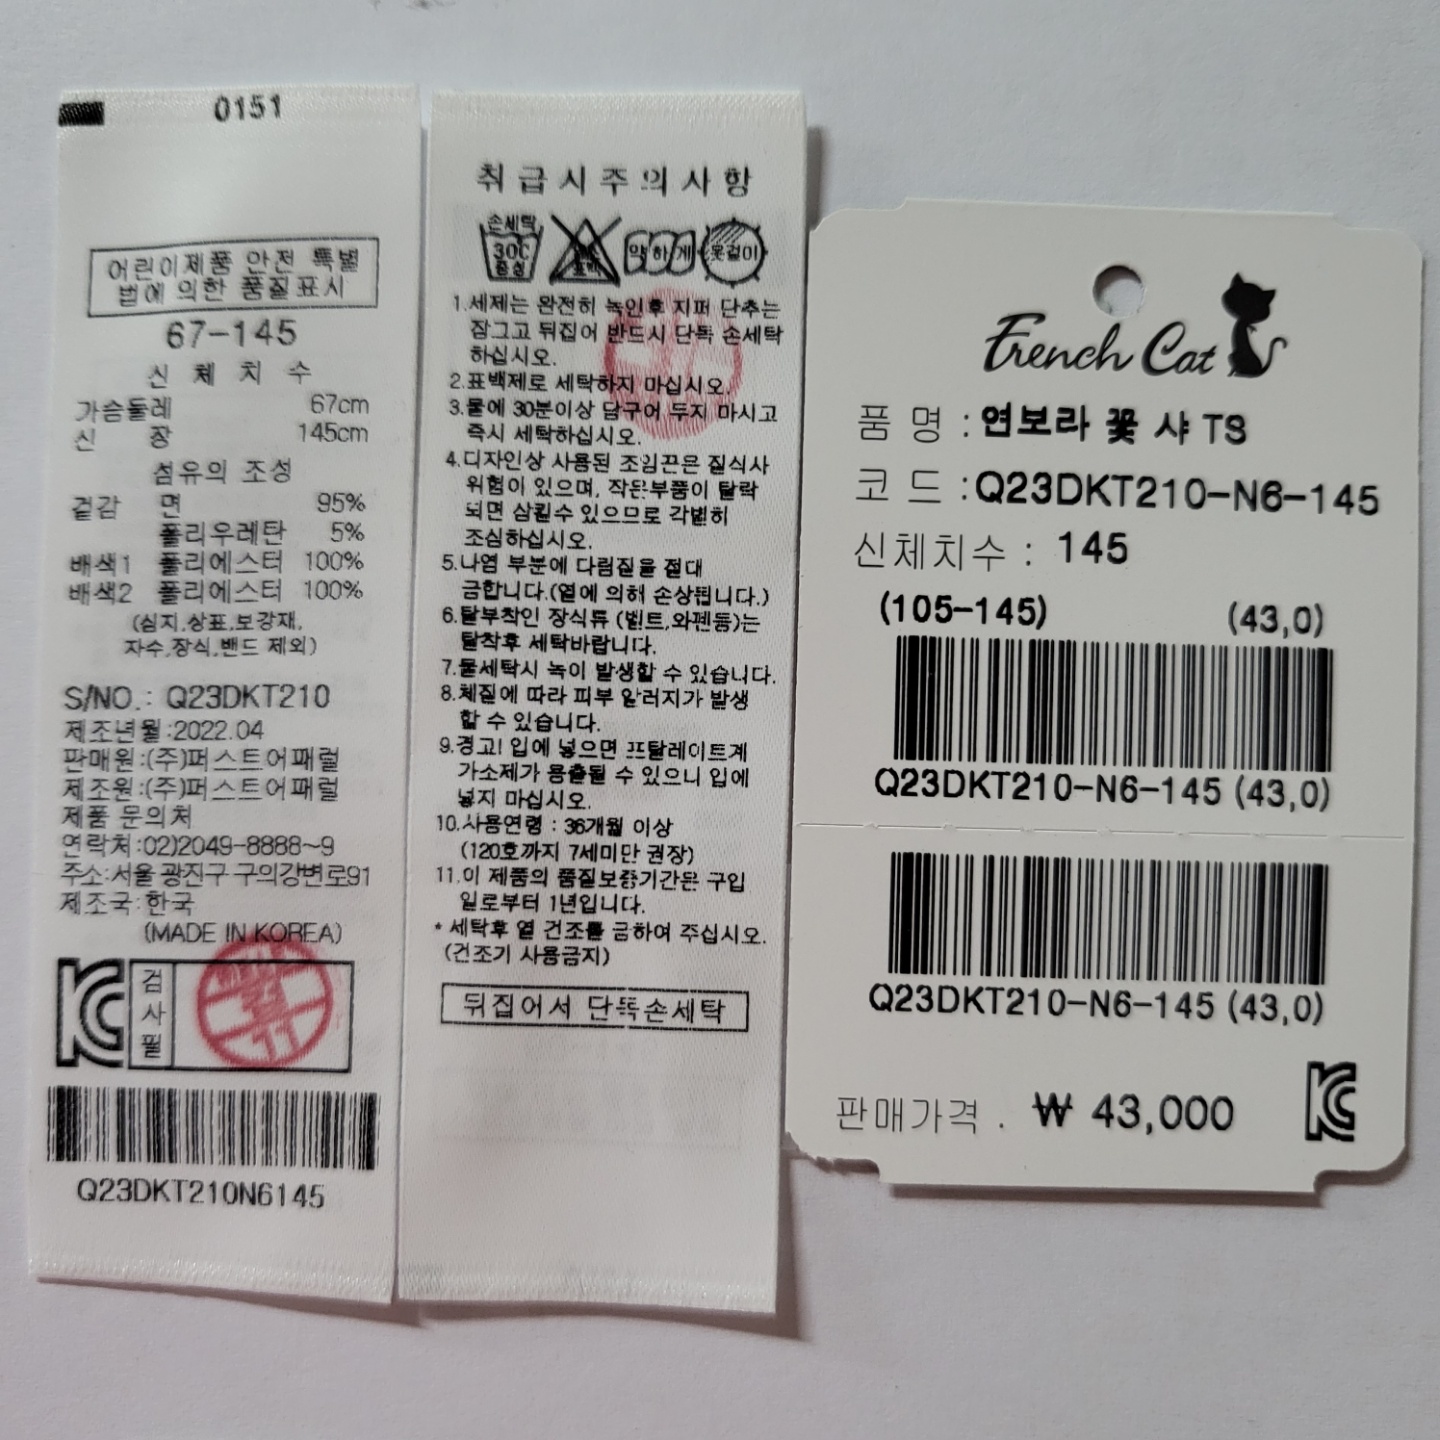 0151
어린이제품 안전 특별
법에 의한 품질표시
67-145
신 체 치 수
가슴둘레 67cm
신 장 145cm
섬유의 조성
겉감 면 95%
폴리우레탄 5%
배색1 폴리에스터 100%
배색2 폴리에스터 100%
(심지,상표,보강재,
자수,장식,밴드 제외)
S/NO.: Q23DKT210
제조년월:2022.04
판매원:(주)퍼스트어패럴
제조원:(주)퍼스트어패럴
제품 문의처
연락처:02)2049-8888~9
주소:서울 광진구 구의강변로91
제조국:한국
(MADE IN KOREA)
검사필
Q23DKT210N6145
취급시주의사항
손세탁
30C
중성
표백
약하게
옷걸이
1.세제는 완전히 녹인후 지퍼 단추는
잠그고 뒤집어 반드시 단독 손세탁
하십시오.
2.표백제로 세탁하지 마십시오.
3.물에 30분이상 담구어 두지 마시고
즉시 세탁하십시오.
4.디자인상 사용된 조임끈은 질식사
위험이 있으며, 작은부품이 탈락
되면 삼킬수 있으므로 각별히
조심하십시오.
5.나염 부분에 다림질을 절대
금합니다.(열에 의해 손상됩니다.)
6.탈부착인 장식류 (벨트,와펜등)는
탈착후 세탁바랍니다.
7.물세탁시 녹이 발생할 수 있습니다.
8.체질에 따라 피부 알러지가 발생
할 수 있습니다.
9.경고! 입에 넣으면 프탈레이트계
가소제가 용출될 수 있으니 입에
넣지 마십시오.
10.사용연령 : 36개월 이상
(120호까지 7세미만 권장)
11.이 제품의 품질보증기간은 구입
일로부터 1년입니다.
* 세탁후 열 건조를 금하여 주십시오.
(건조기 사용금지)
뒤집어서 단독손세탁
French Cat
품 명 : 연보라 꽃 샤 TS
코 드 : Q23DKT210-N6-145
신체치수 : 145
(105-145) (43,0)
Q23DKT210-N6-145 (43,0)
Q23DKT210-N6-145 (43,0)
판매가격 . ₩ 43,000